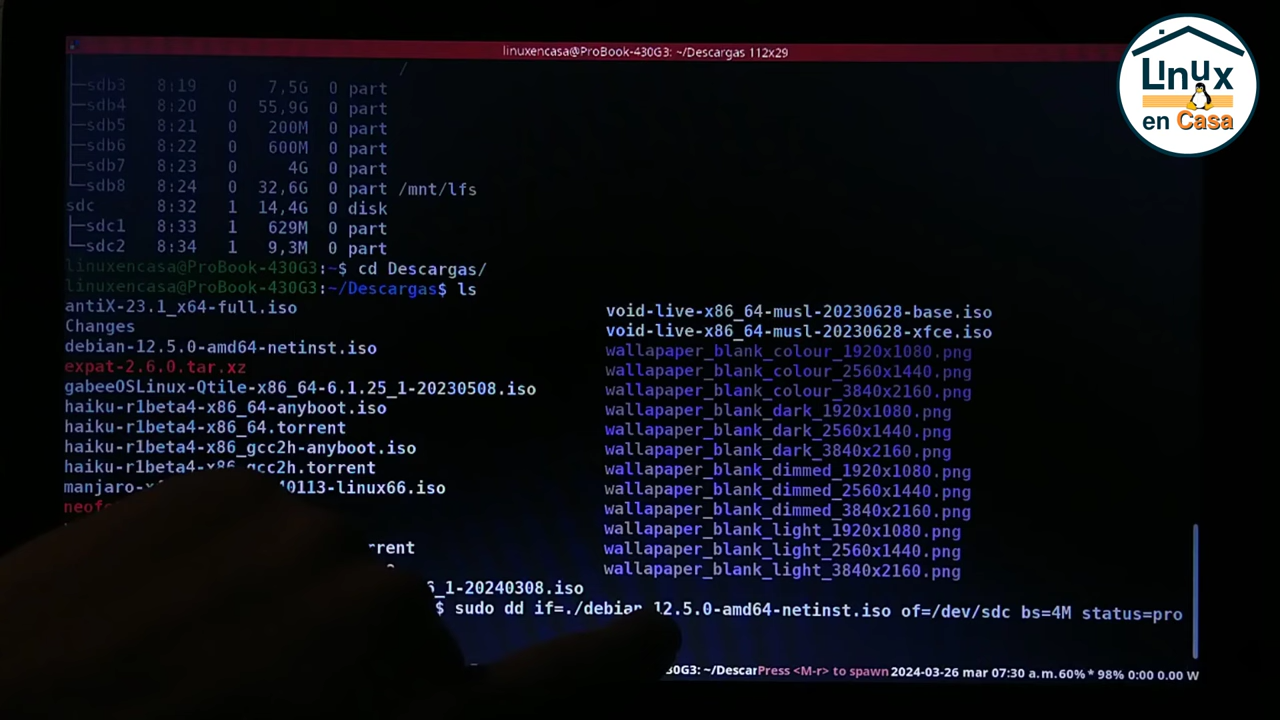 linuxencasa@ProBook-430G3: ~/Descargas 112x29
Linux
en Casa
/
├─sdb3 8:19 0 7,5G 0 part
├─sdb4 8:20 0 55,9G 0 part
├─sdb5 8:21 0 200M 0 part
├─sdb6 8:22 0 600M 0 part
├─sdb7 8:23 0 4G 0 part
└─sdb8 8:24 0 32,6G 0 part /mnt/lfs
sdc 8:32 1 14,4G 0 disk
├─sdc1 8:33 1 629M 0 part
└─sdc2 8:34 1 9,3M 0 part
linuxencasa@ProBook-430G3:~$ cd Descargas/
linuxencasa@ProBook-430G3:~/Descargas$ ls
antiX-23.1_x64-full.iso
Changes
debian-12.5.0-amd64-netinst.iso
expat-2.6.0.tar.xz
gabeeOSLinux-Qtile-x86_64-6.1.25_1-20230508.iso
haiku-r1beta4-x86_64-anyboot.iso
haiku-r1beta4-x86_64.torrent
haiku-r1beta4-x86_gcc2h-anyboot.iso
haiku-r1beta4-x86_gcc2h.torrent
0113-linux66.iso
rrent
_1-20240308.iso
void-live-x86_64-musl-20230628-base.iso
void-live-x86_64-musl-20230628-xfce.iso
wallapaper_blank_colour_1920x1080.png
wallapaper_blank_colour_2560x1440.png
wallapaper_blank_colour_3840x2160.png
wallapaper_blank_dark_1920x1080.png
wallapaper_blank_dark_2560x1440.png
wallapaper_blank_dark_3840x2160.png
wallapaper_blank_dimmed_1920x1080.png
wallapaper_blank_dimmed_2560x1440.png
wallapaper_blank_dimmed_3840x2160.png
wallapaper_blank_light_1920x1080.png
wallapaper_blank_light_2560x1440.png
wallapaper_blank_light_3840x2160.png
$ sudo dd if=./debian-12.5.0-amd64-netinst.iso of=/dev/sdc bs=4M status=pro
30G3: ~/Descar Press <M-r> to spawn 2024-03-26 mar 07:30 a.m. 60% * 98% 0:00 0.00 W